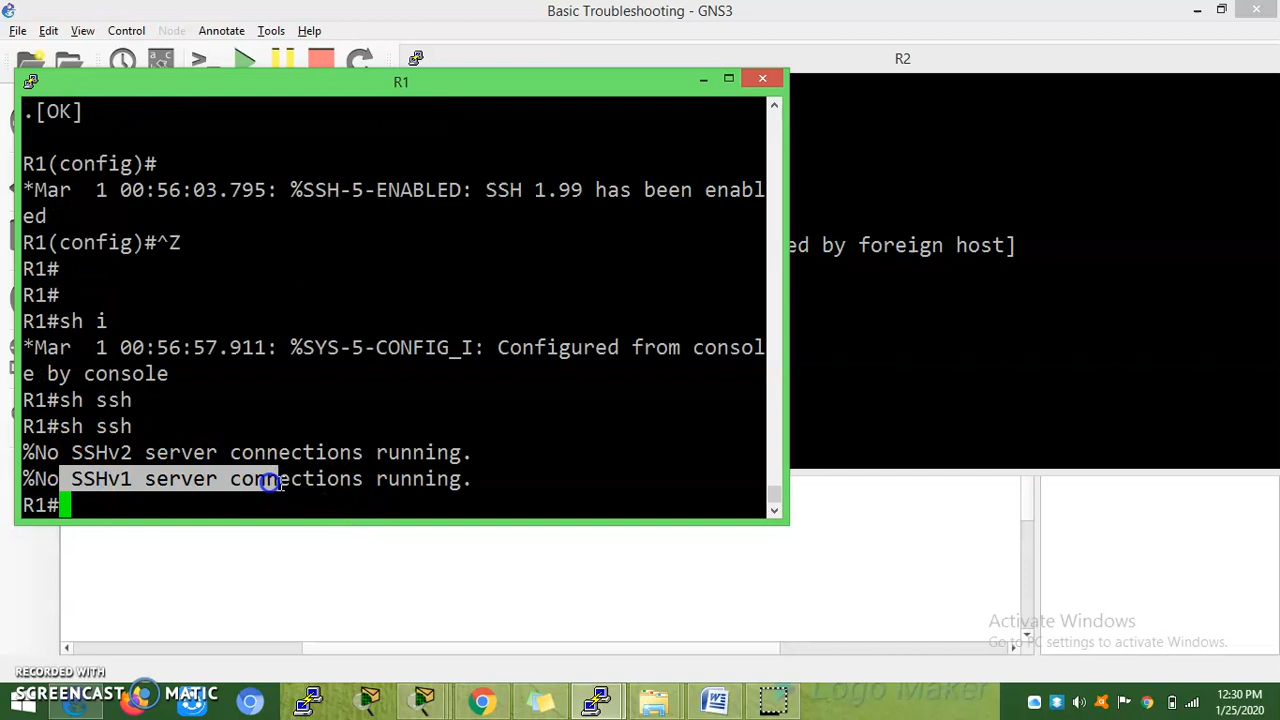 Basic Troubleshooting - GNS3
File Edit View Control Node Annotate Tools Help
R2
R1
.[OK]
R1(config)#
*Mar  1 00:56:03.795: %SSH-5-ENABLED: SSH 1.99 has been enabl
ed
R1(config)#^Z
R1#
R1#
R1#sh i
*Mar  1 00:56:57.911: %SYS-5-CONFIG_I: Configured from consol
e by console
R1#sh ssh
R1#sh ssh
%No SSHv2 server connections running.
%No SSHv1 server connections running.
R1#
ed by foreign host]
Activate Windows
Go to PC settings to activate Windows.
RECORDED WITH
SCREENCAST MATIC
Logo Maker
12:30 PM
1/25/2020